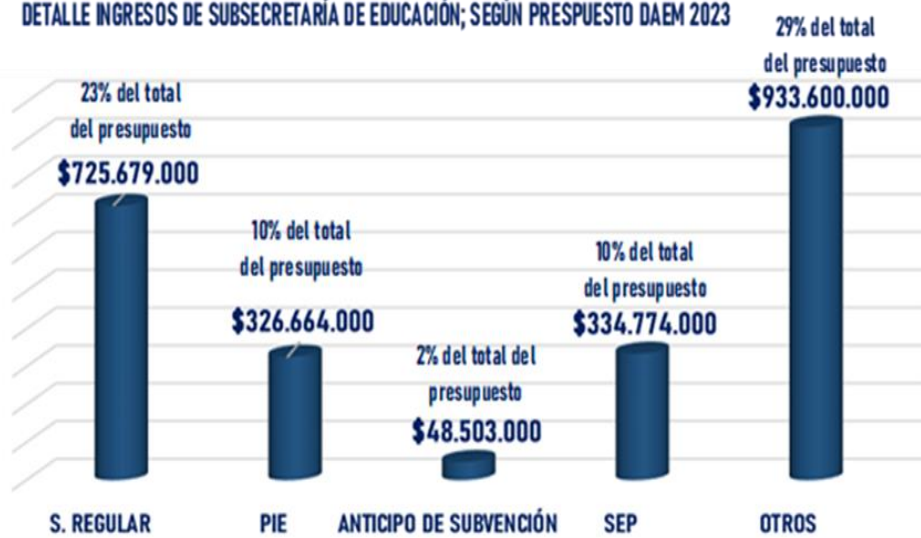 DETALLE INGRESOS DE SUBSECRETARÍA DE EDUCACIÓN; SEGÚN PRESPUESTO DAEM 2023
29% del total
del presupuesto
$933.600.000
23% del total
del presupuesto
$725.679.000
10% del total
del presupuesto
$326.664.000
10% del total
del presupuesto
$334.774.000
2% del total del
presupuesto
$48.503.000
S. REGULAR
PIE
ANTICIPO DE SUBVENCIÓN
SEP
OTROS